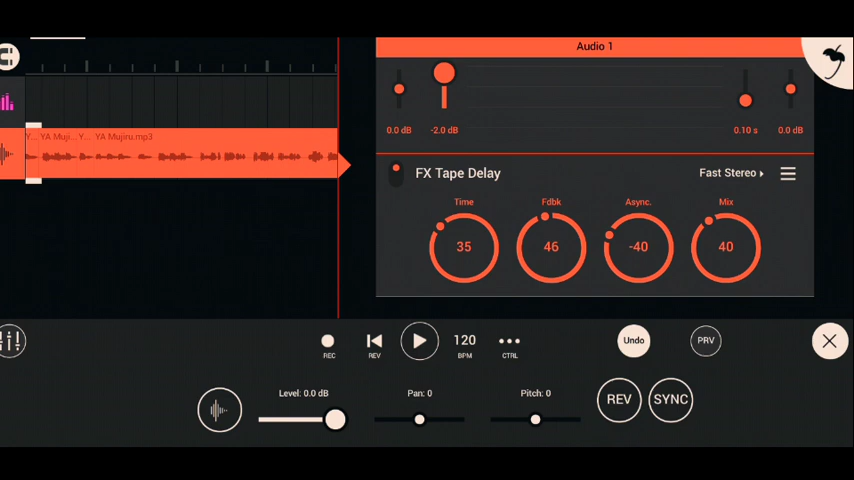 Audio 1
0.0 dB
-2.0 dB
0.10 s
0.0 dB
Y... YA Muji... Y... YA Mujiru.mp3
FX Tape Delay
Fast Stereo
Time
Fdbk
Async.
Mix
35
46
-40
40
REC
REV
120
BPM
CTRL
Undo
PRV
Level: 0.0 dB
Pan: 0
Pitch: 0
REV
SYNC